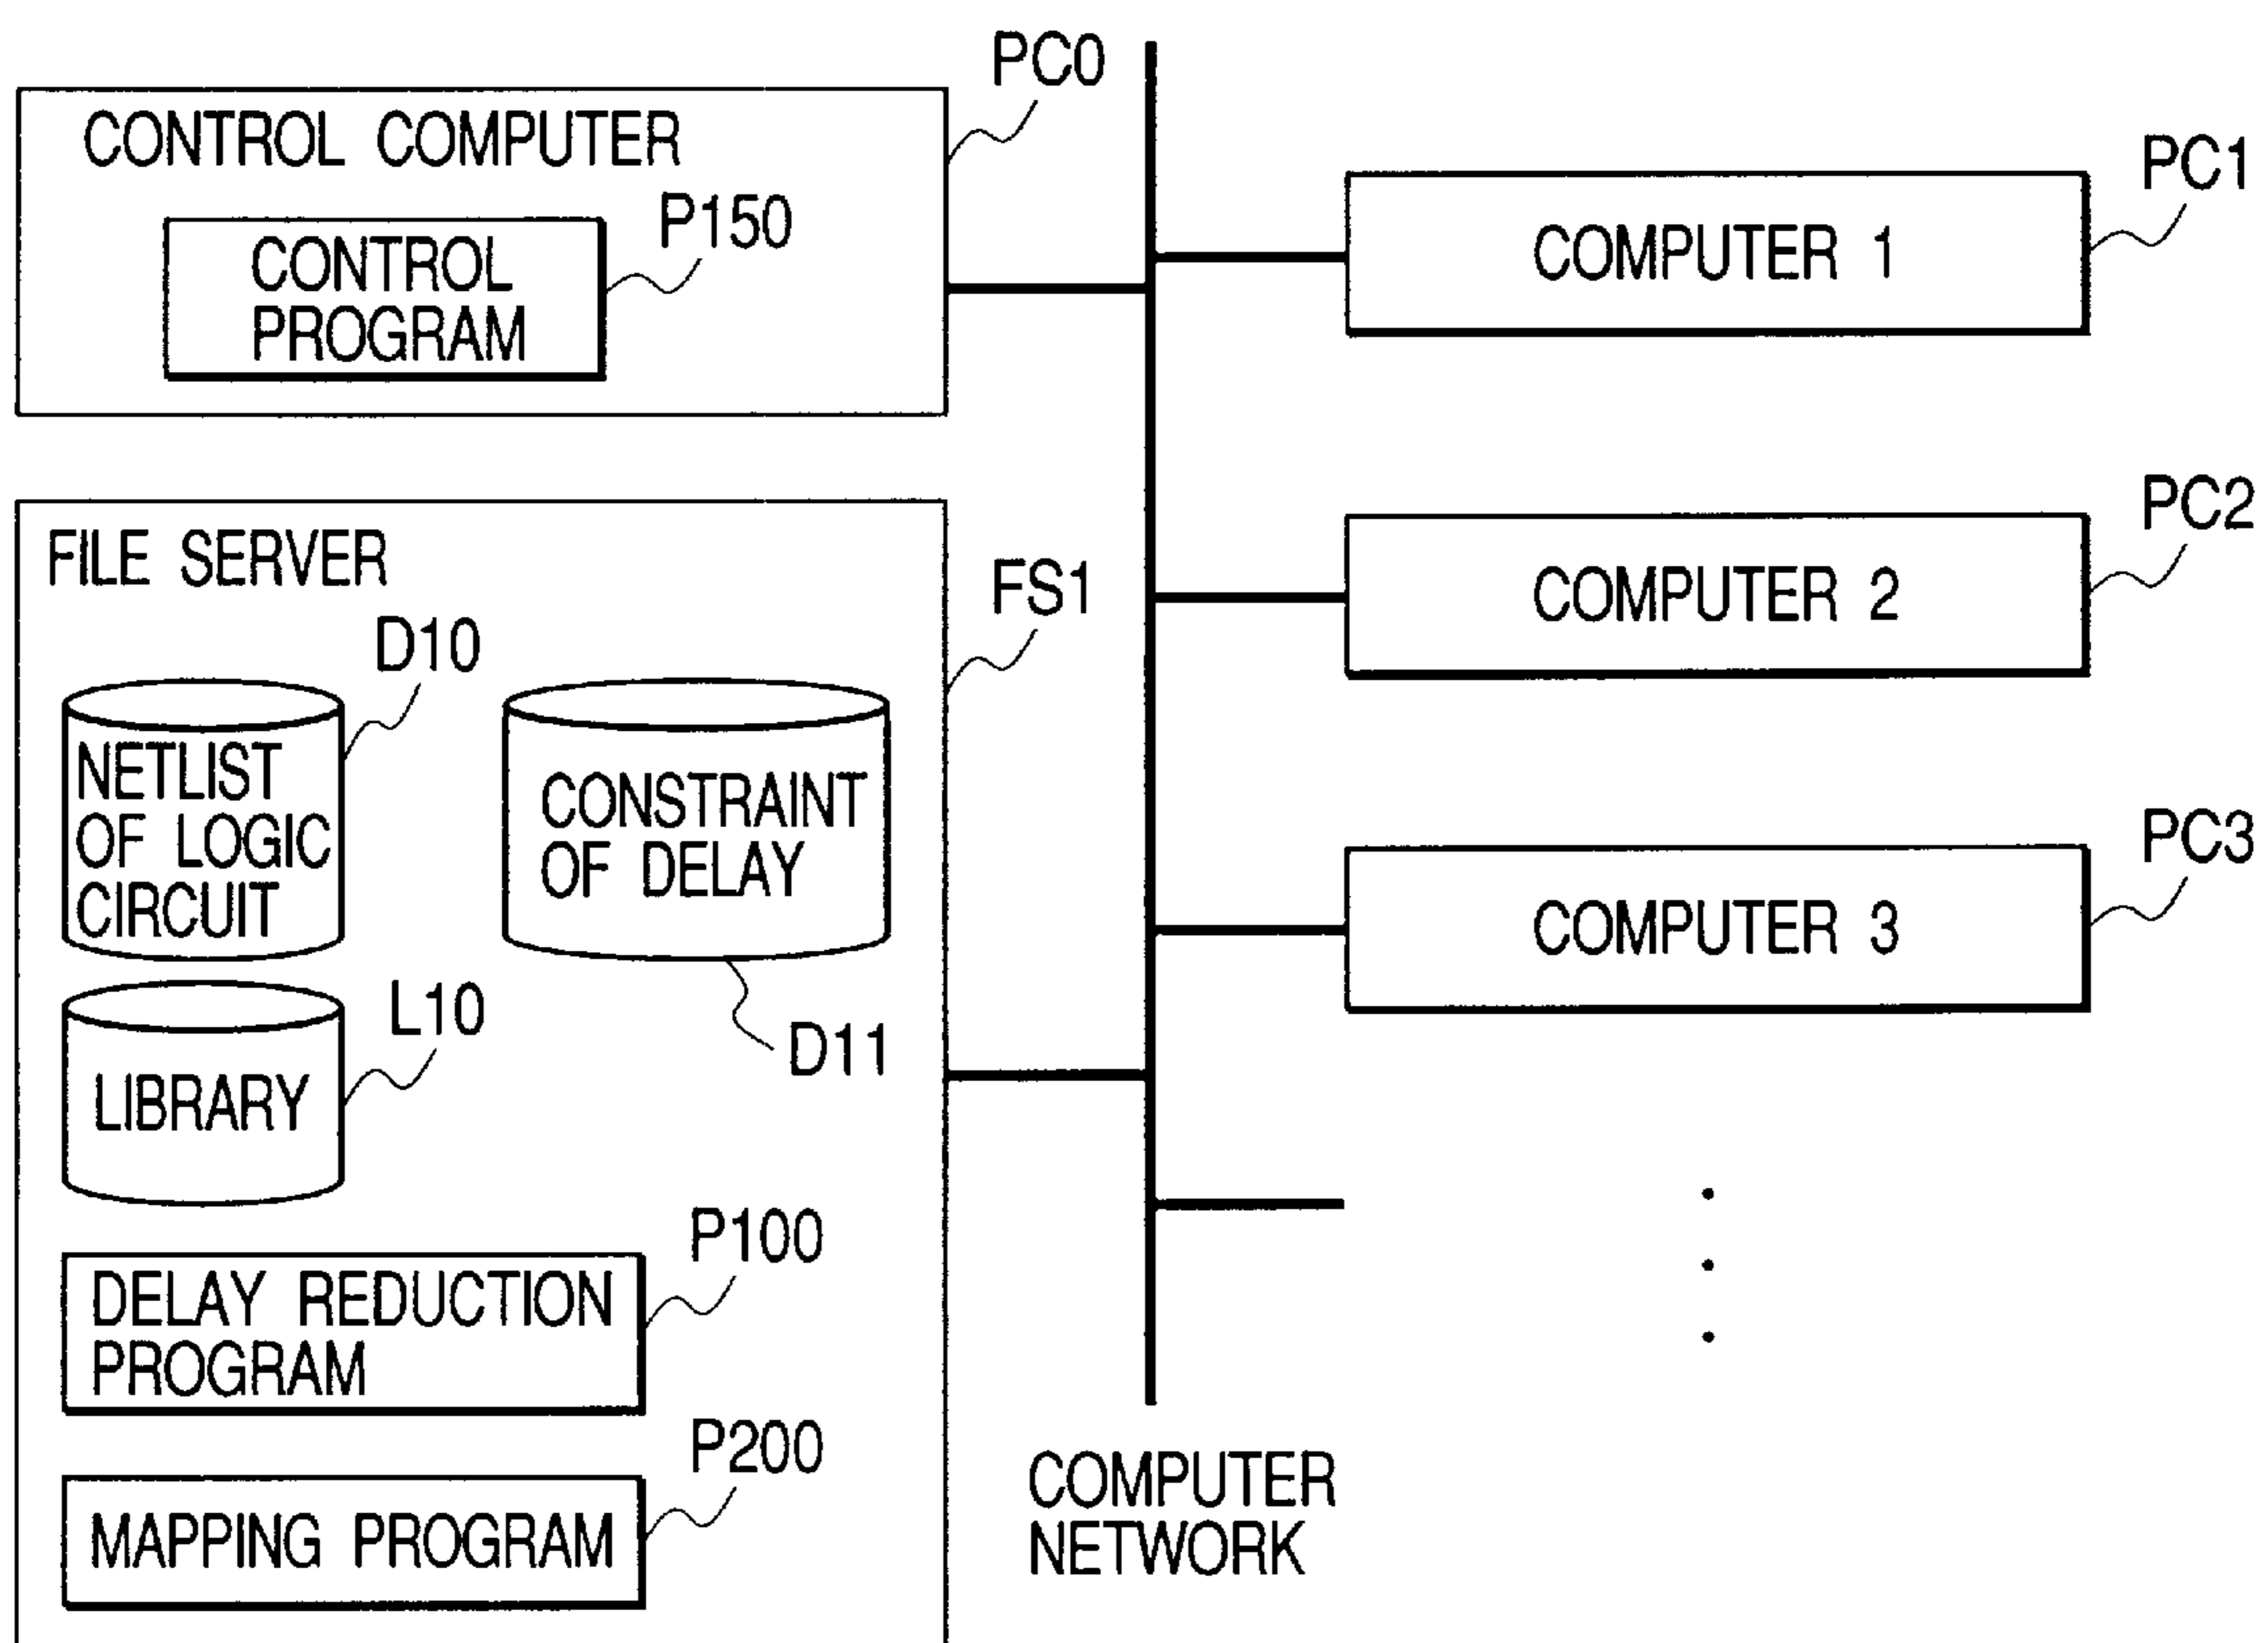 PC0
CONTROL COMPUTER
P150
CONTROL
PROGRAM
PC1
COMPUTER 1
PC2
COMPUTER 2
PC3
COMPUTER 3
FILE SERVER
FS1
D10
NETLIST
OF LOGIC
CIRCUIT
CONSTRAINT
OF DELAY
D11
L10
LIBRARY
P100
DELAY REDUCTION
PROGRAM
P200
MAPPING PROGRAM
COMPUTER
NETWORK